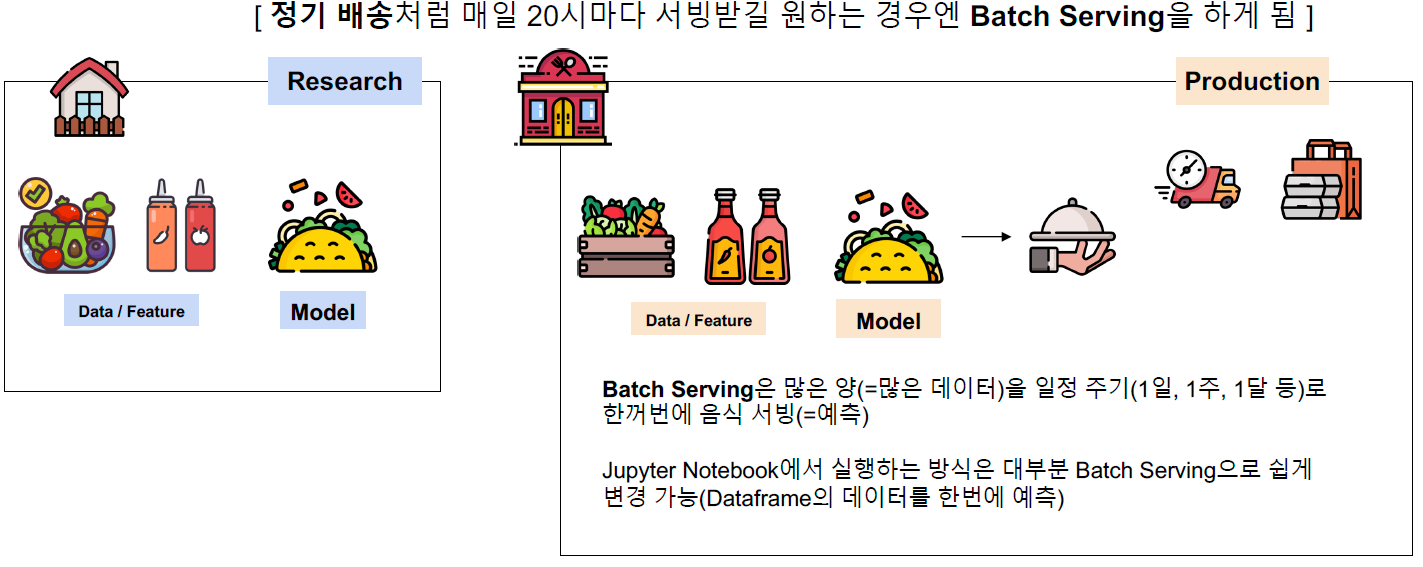 [ 정기 배송처럼 매일 20시마다 서빙받길 원하는 경우엔 Batch Serving을 하게 됨 ]
Research
Production
Data / Feature
Model
Data / Feature
Model
Batch Serving은 많은 양(=많은 데이터)을 일정 주기(1일, 1주, 1달 등)로
한꺼번에 음식 서빙(=예측)
Jupyter Notebook에서 실행하는 방식은 대부분 Batch Serving으로 쉽게
변경 가능(Dataframe의 데이터를 한번에 예측)